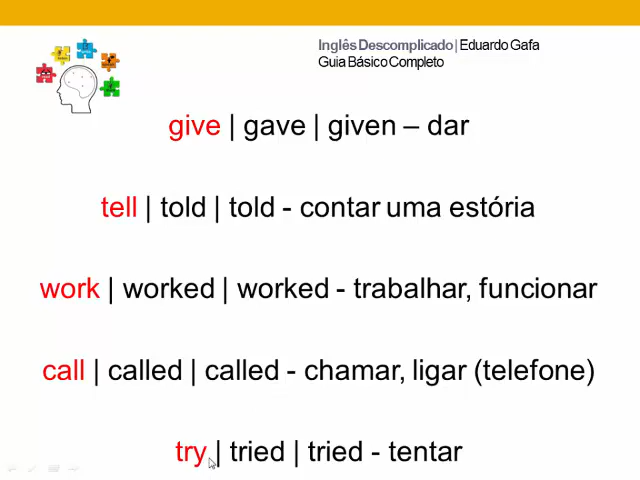 Inglês Descomplicado | Eduardo Gafa
Guia Básico Completo
give | gave | given – dar
tell | told | told - contar uma estória
work | worked | worked - trabalhar, funcionar
call | called | called - chamar, ligar (telefone)
try | tried | tried - tentar